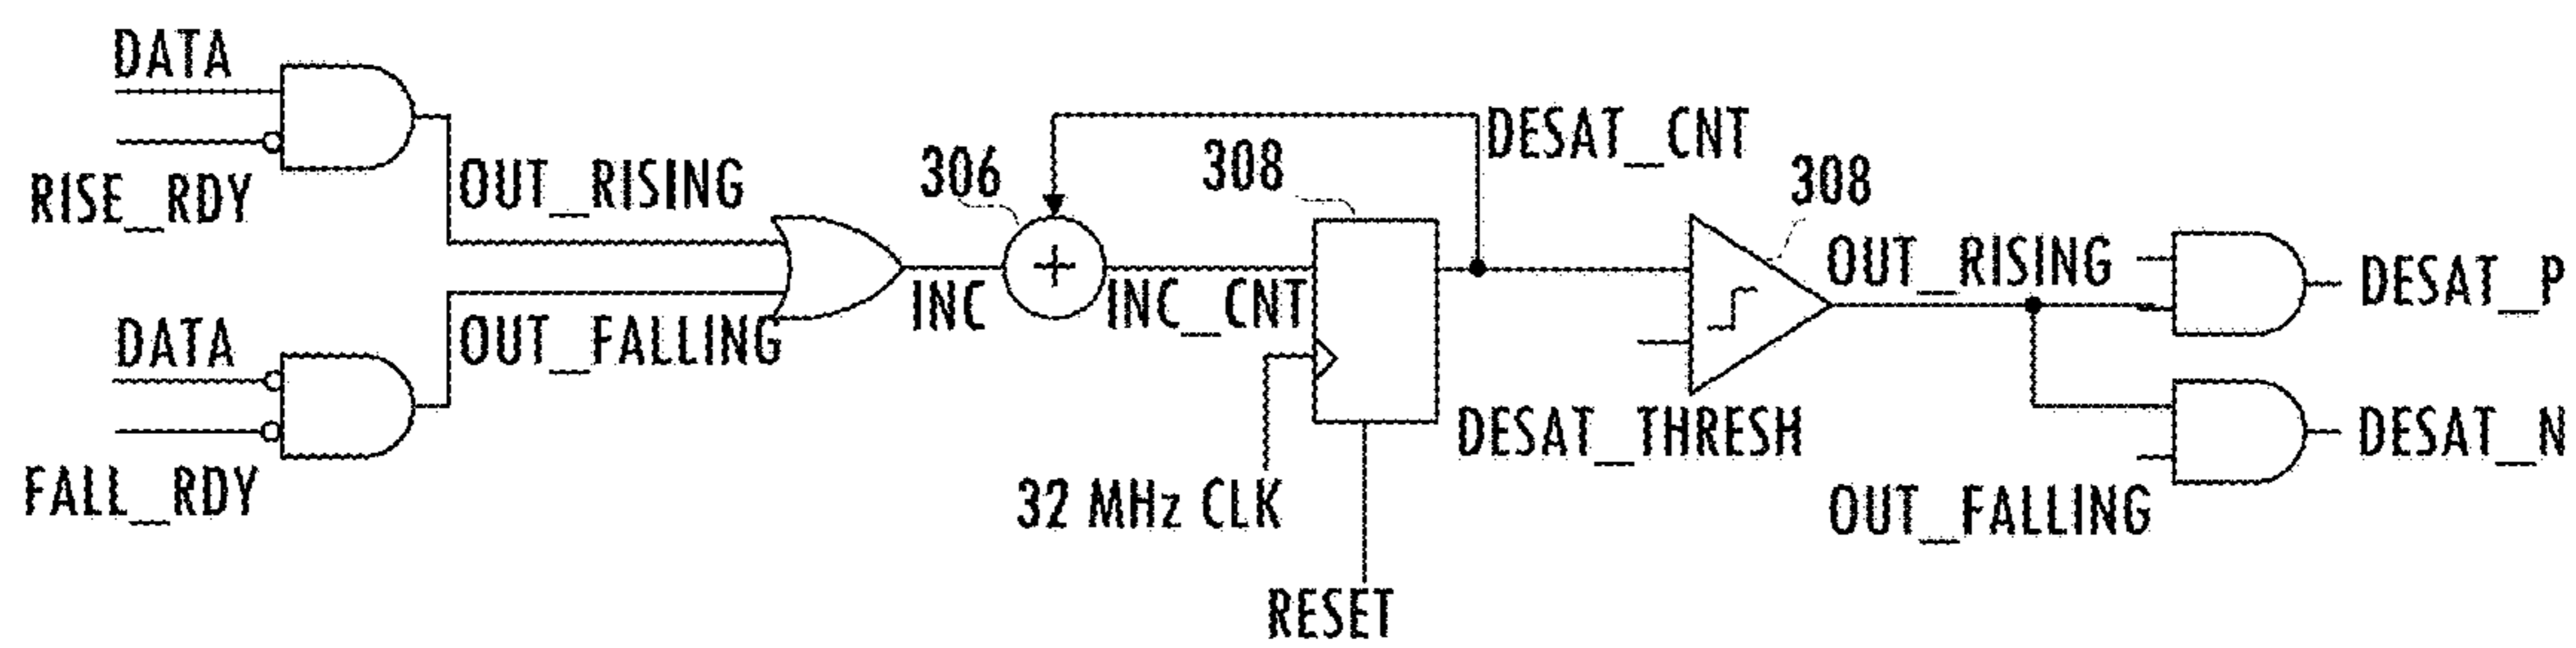 DATA
RISE_RDY
OUT_RISING
DATA
FALL_RDY
OUT_FALLING
INC
306
INC_CNT
308
32 MHz CLK
RESET
DESAT_CNT
DESAT_THRESH
308
OUT_RISING
OUT_FALLING
DESAT_P
DESAT_N